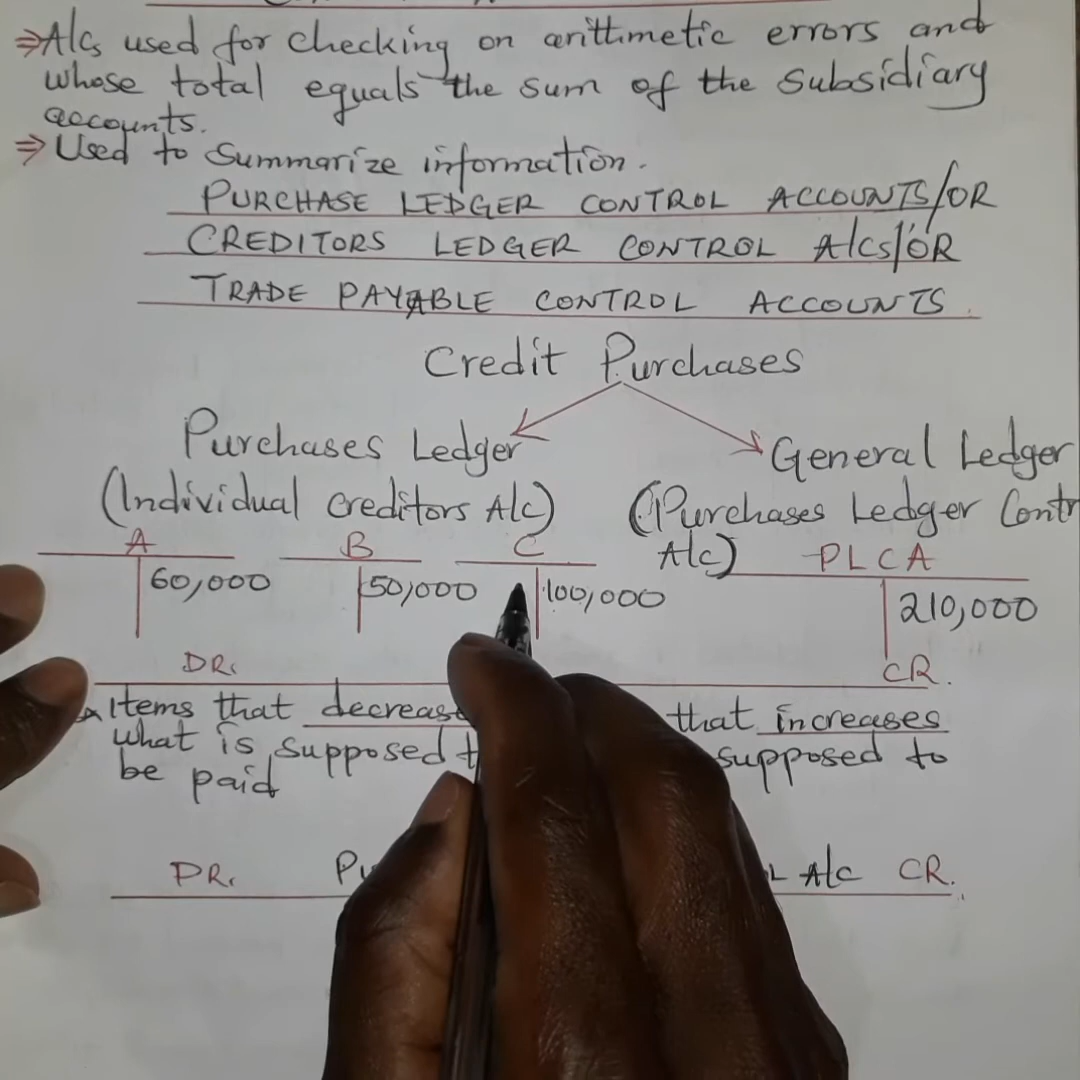 ⇒A/cs used for checking on arithmetic errors and
whose total equals the sum of the subsidiary
accounts.
⇒ Used to summarize information.
PURCHASE LEDGER CONTROL ACCOUNTS/OR
CREDITORS LEDGER CONTROL A/cs/OR
TRADE PAYABLE CONTROL ACCOUNTS.
Credit Purchases
Purchases Ledger
General Ledger
(Individual creditors A/c)
(Purchases Ledger Contr
A/c)
A B C PLCA
60,000 50,000 100,000 210,000
DR. CR.
*Items that decrease that increases
what is supposed supposed to
be paid
DR. A/c CR.